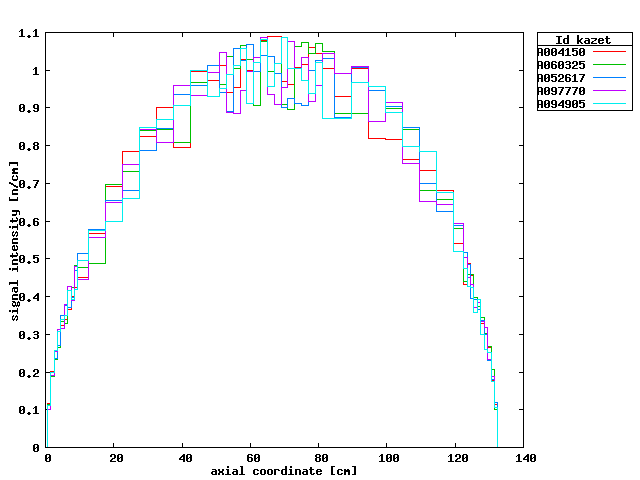 Id kazet
A004150
A060325
A052617
A097770
A094905
1.1
1
0.9
0.8
0.7
0.6
0.5
0.4
0.3
0.2
0.1
0
signal intensity [n/cm]
0 20 40 60 80 100 120 140
axial coordinate [cm]